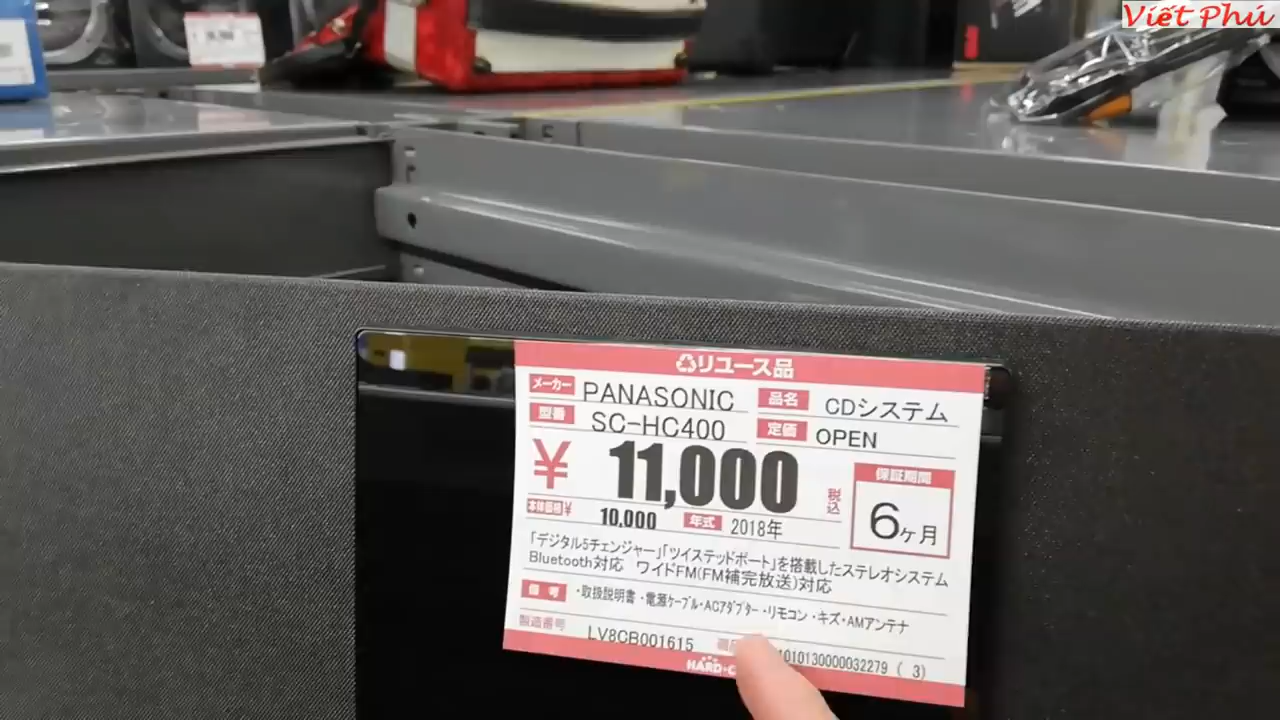 Viết Phú
リユース品
メーカー PANASONIC 品名 CDシステム
型番 SC-HC400 定価 OPEN
¥ 11,000 税込
保証期間
6ヶ月
本体価格¥ 10,000 年式 2018年
「デジタル5チェンジャー」「ツイステッドポート」を搭載したステレオシステム
Bluetooth対応 ワイドFM(FM補完放送)対応
備考 ・取扱説明書・電源ケーブル・ACアダプター・リモコン・キズ・AMアンテナ
製造番号 LV8CB001615 1010130000032279 ( 3)
HARD